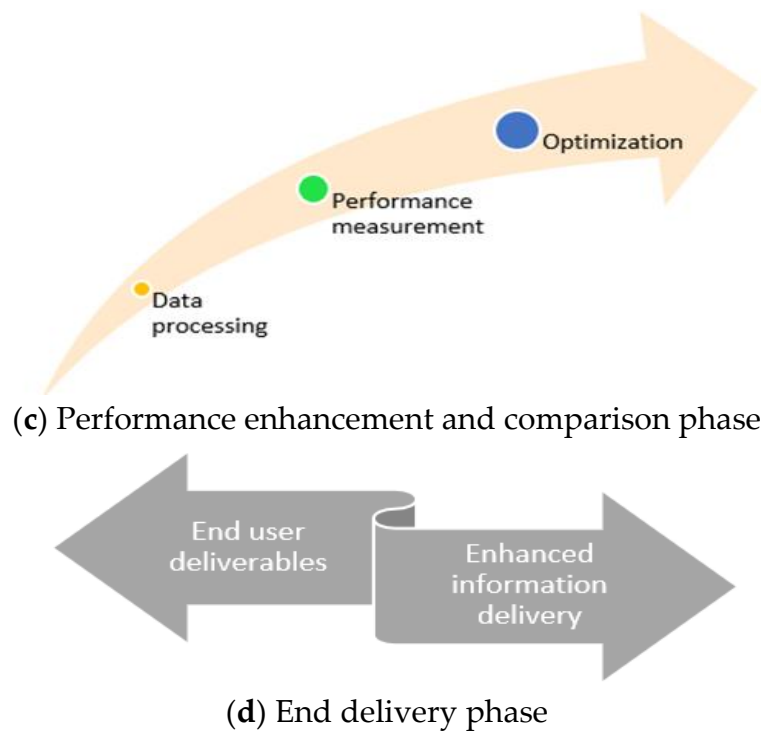 Optimization
Performance
measurement
Data
processing
(c) Performance enhancement and comparison phase
End user
deliverables
Enhanced
information
delivery
(d) End delivery phase